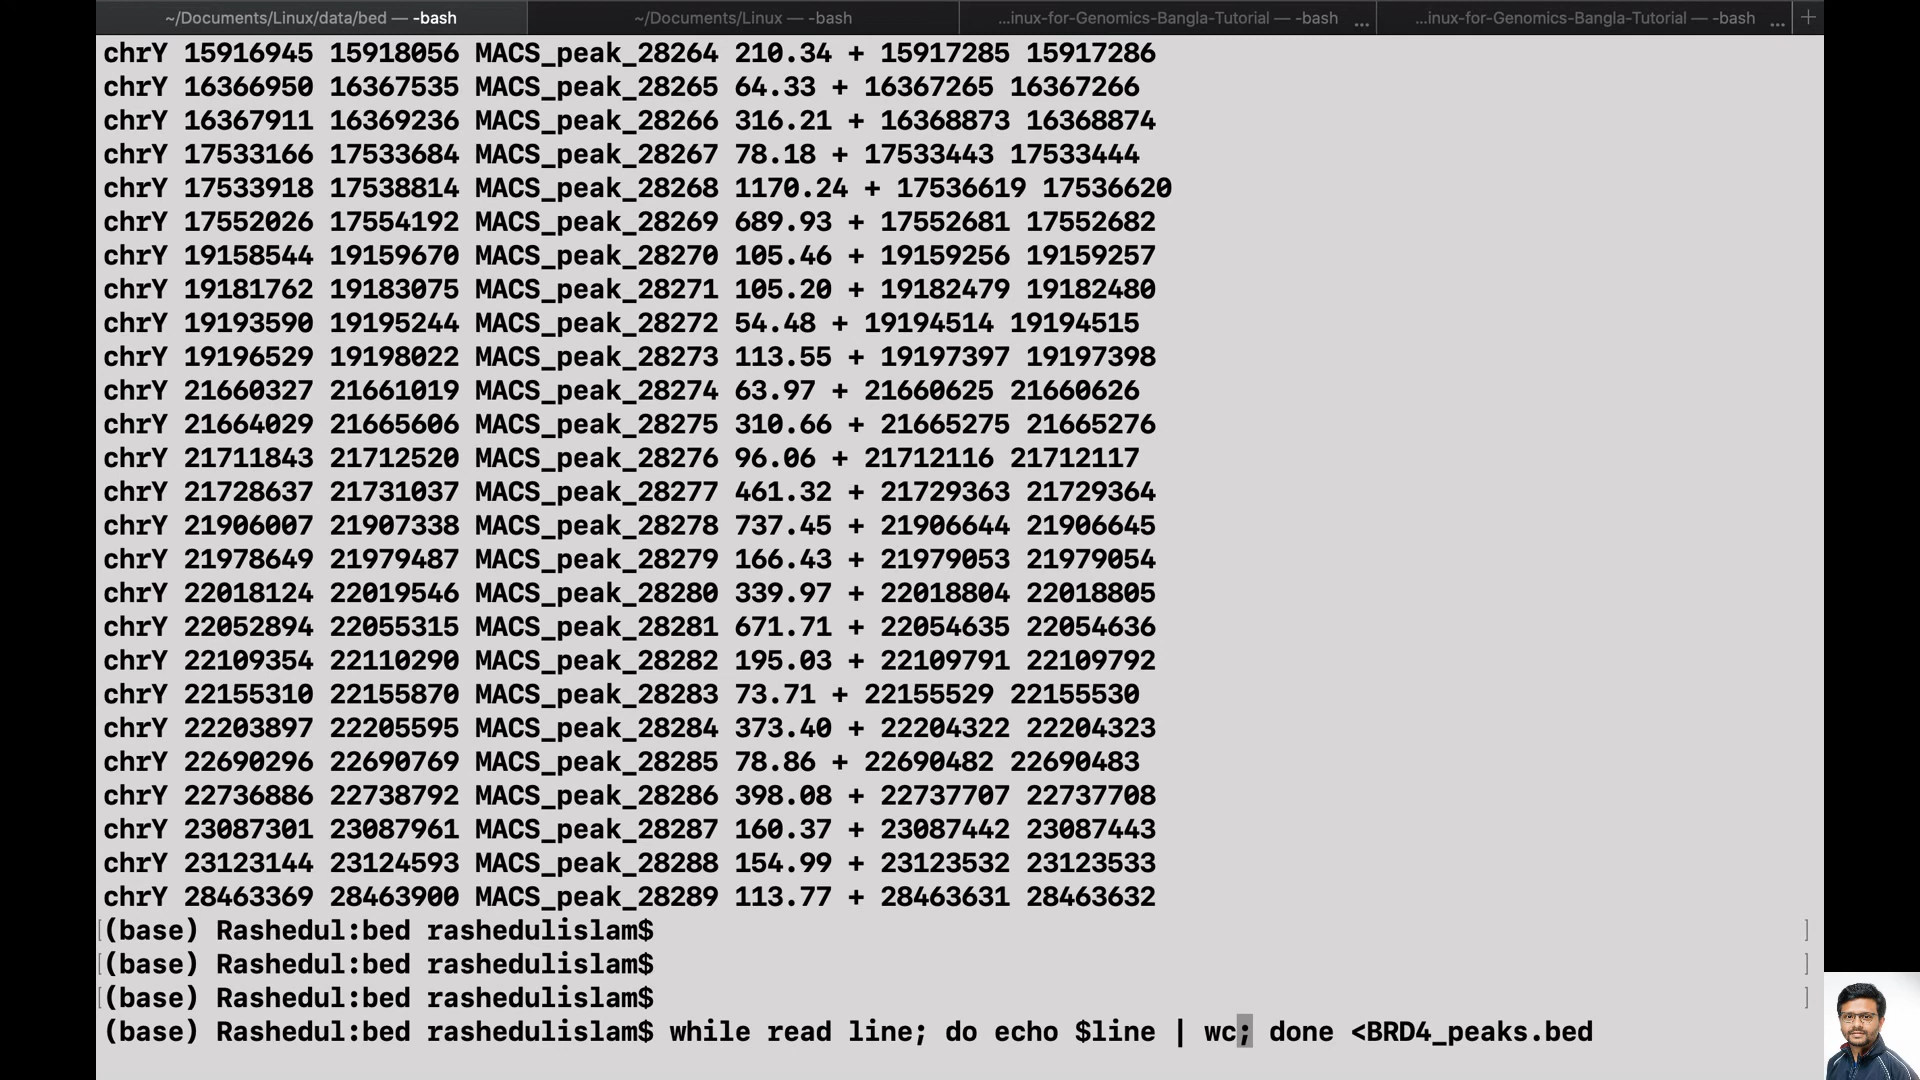 ~/Documents/Linux/data/bed — -bash
~/Documents/Linux — -bash
...inux-for-Genomics-Bangla-Tutorial — -bash ...
...inux-for-Genomics-Bangla-Tutorial — -bash ...
chrY 15916945 15918056 MACS_peak_28264 210.34 + 15917285 15917286
chrY 16366950 16367535 MACS_peak_28265 64.33 + 16367265 16367266
chrY 16367911 16369236 MACS_peak_28266 316.21 + 16368873 16368874
chrY 17533166 17533684 MACS_peak_28267 78.18 + 17533443 17533444
chrY 17533918 17538814 MACS_peak_28268 1170.24 + 17536619 17536620
chrY 17552026 17554192 MACS_peak_28269 689.93 + 17552681 17552682
chrY 19158544 19159670 MACS_peak_28270 105.46 + 19159256 19159257
chrY 19181762 19183075 MACS_peak_28271 105.20 + 19182479 19182480
chrY 19193590 19195244 MACS_peak_28272 54.48 + 19194514 19194515
chrY 19196529 19198022 MACS_peak_28273 113.55 + 19197397 19197398
chrY 21660327 21661019 MACS_peak_28274 63.97 + 21660625 21660626
chrY 21664029 21665606 MACS_peak_28275 310.66 + 21665275 21665276
chrY 21711843 21712520 MACS_peak_28276 96.06 + 21712116 21712117
chrY 21728637 21731037 MACS_peak_28277 461.32 + 21729363 21729364
chrY 21906007 21907338 MACS_peak_28278 737.45 + 21906644 21906645
chrY 21978649 21979487 MACS_peak_28279 166.43 + 21979053 21979054
chrY 22018124 22019546 MACS_peak_28280 339.97 + 22018804 22018805
chrY 22052894 22055315 MACS_peak_28281 671.71 + 22054635 22054636
chrY 22109354 22110290 MACS_peak_28282 195.03 + 22109791 22109792
chrY 22155310 22155870 MACS_peak_28283 73.71 + 22155529 22155530
chrY 22203897 22205595 MACS_peak_28284 373.40 + 22204322 22204323
chrY 22690296 22690769 MACS_peak_28285 78.86 + 22690482 22690483
chrY 22736886 22738792 MACS_peak_28286 398.08 + 22737707 22737708
chrY 23087301 23087961 MACS_peak_28287 160.37 + 23087442 23087443
chrY 23123144 23124593 MACS_peak_28288 154.99 + 23123532 23123533
chrY 28463369 28463900 MACS_peak_28289 113.77 + 28463631 28463632
[(base) Rashedul:bed rashedulislam$ ]
[(base) Rashedul:bed rashedulislam$ ]
[(base) Rashedul:bed rashedulislam$ ]
(base) Rashedul:bed rashedulislam$ while read line; do echo $line | wc; done <BRD4_peaks.bed